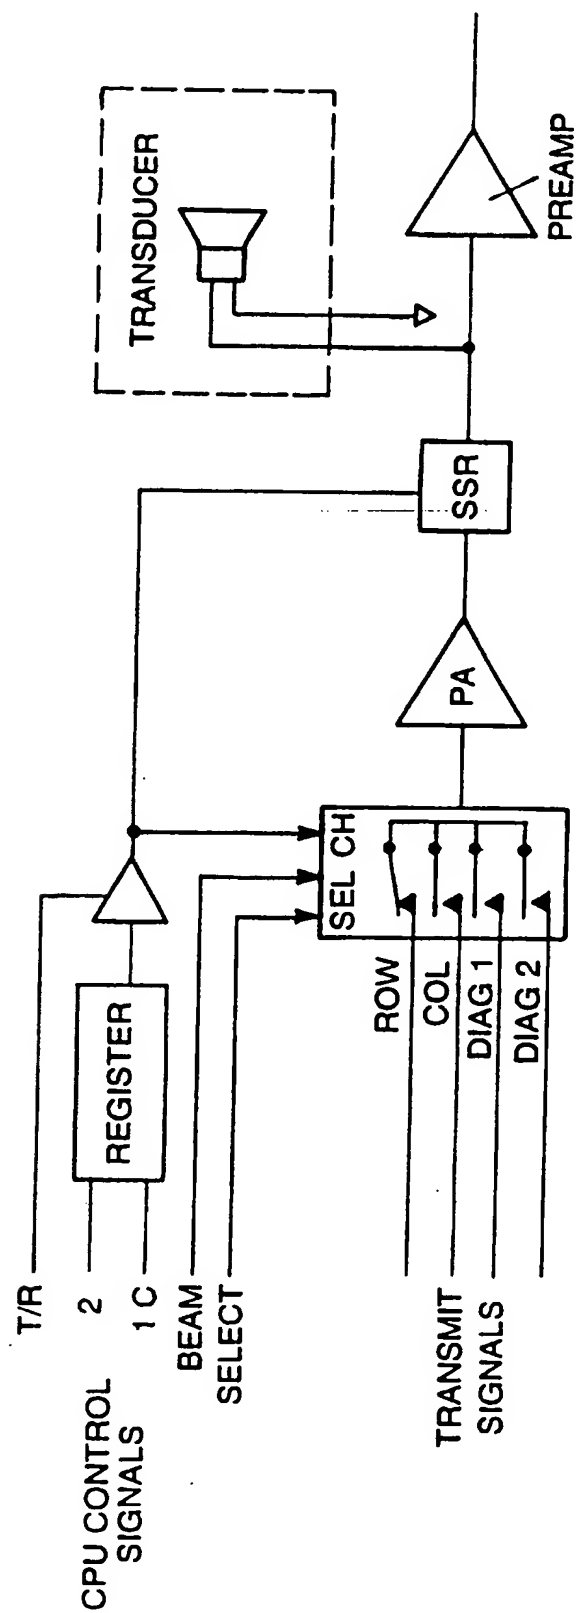 CPU CONTROL
SIGNALS
T/R
2
1 C
REGISTER
BEAM
SELECT
TRANSMIT
SIGNALS
ROW
COL
DIAG 1
DIAG 2
SEL CH
PA
SSR
TRANSDUCER
PREAMP